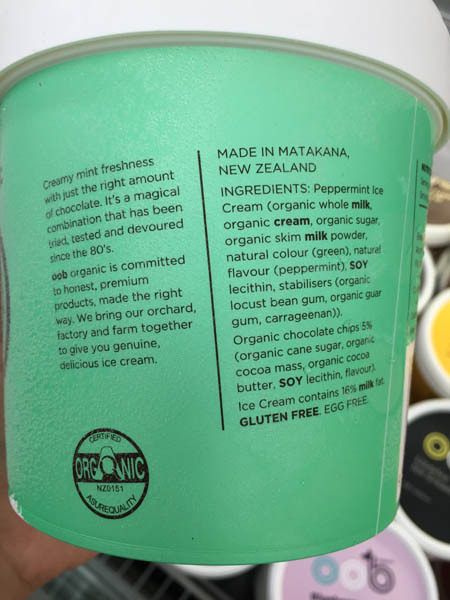 Creamy mint freshness
with just the right amount
of chocolate. It's a magical
combination that has been
tried, tested and devoured
since the 80's.
oob organic is committed
to honest, premium
products, made the right
way. We bring our orchard,
factory and farm together
to give you genuine,
delicious ice cream.
CERTIFIED
ORGANIC
NZ0151
ASUREQUALITY
MADE IN MATAKANA,
NEW ZEALAND
INGREDIENTS: Peppermint Ice
Cream (organic whole milk,
organic cream, organic sugar,
organic skim milk powder,
natural colour (green), natural
flavour (peppermint), SOY
lecithin, stabilisers (organic
locust bean gum, organic guar
gum, carrageenan)).
Organic chocolate chips 5%
(organic cane sugar, organic
cocoa mass, organic cocoa
butter, SOY lecithin, flavour).
Ice Cream contains 16% milk fat.
GLUTEN FREE. EGG FREE.
oob